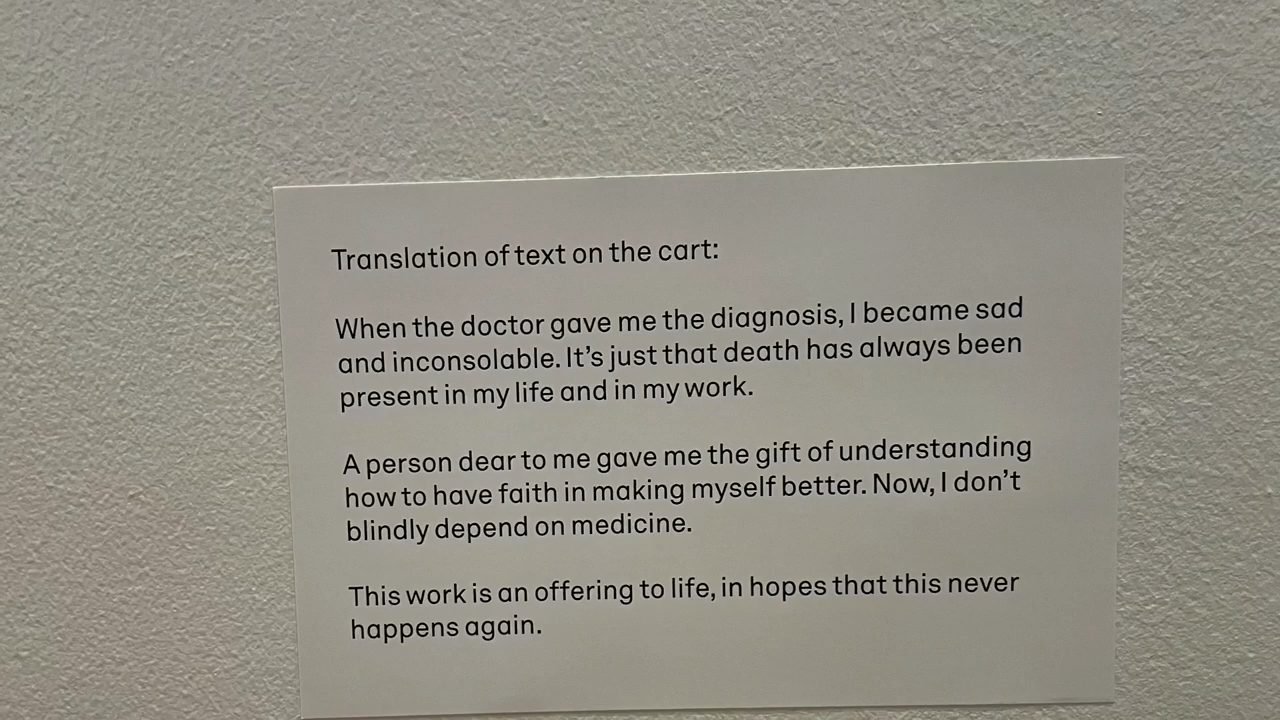 Translation of text on the cart:
When the doctor gave me the diagnosis, I became sad
and inconsolable. It’s just that death has always been
present in my life and in my work.
A person dear to me gave me the gift of understanding
how to have faith in making myself better. Now, I don’t
blindly depend on medicine.
This work is an offering to life, in hopes that this never
happens again.